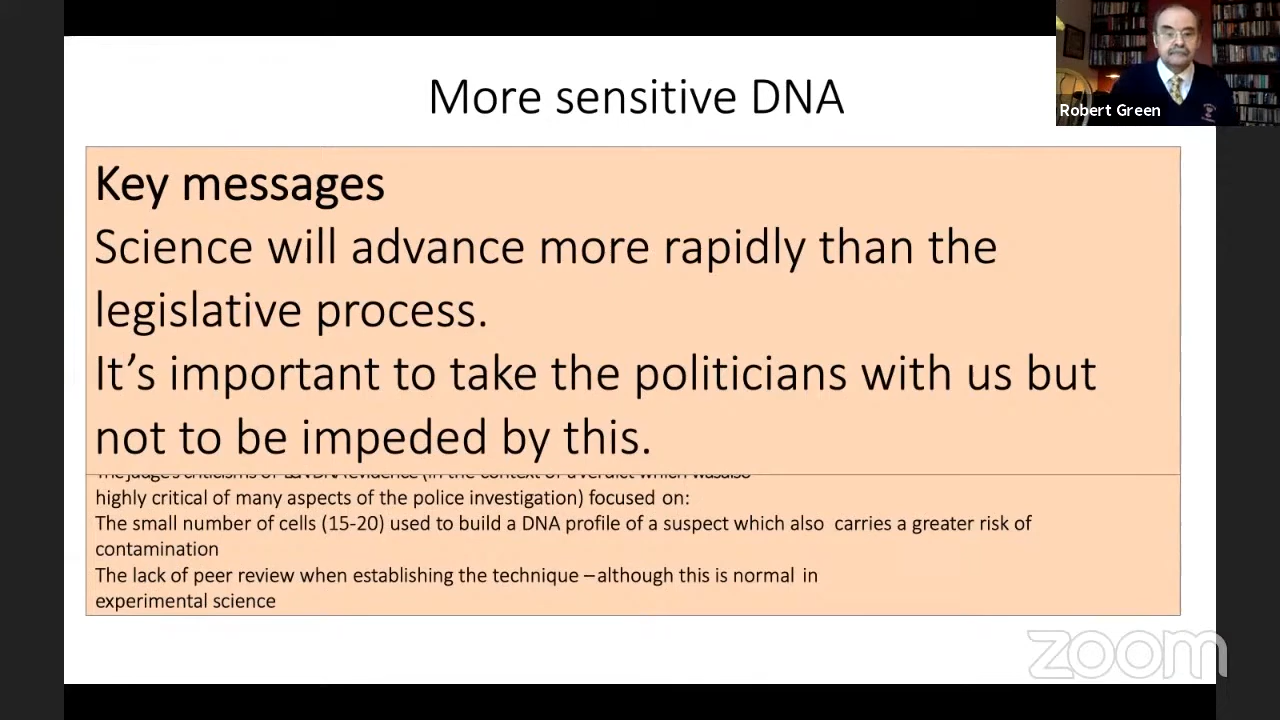 More sensitive DNA
Robert Green
Key messages
Science will advance more rapidly than the
legislative process.
It's important to take the politicians with us but
not to be impeded by this.
highly critical of many aspects of the police investigation) focused on:
The small number of cells (15-20) used to build a DNA profile of a suspect which also carries a greater risk of
contamination
The lack of peer review when establishing the technique – although this is normal in
experimental science
zoom